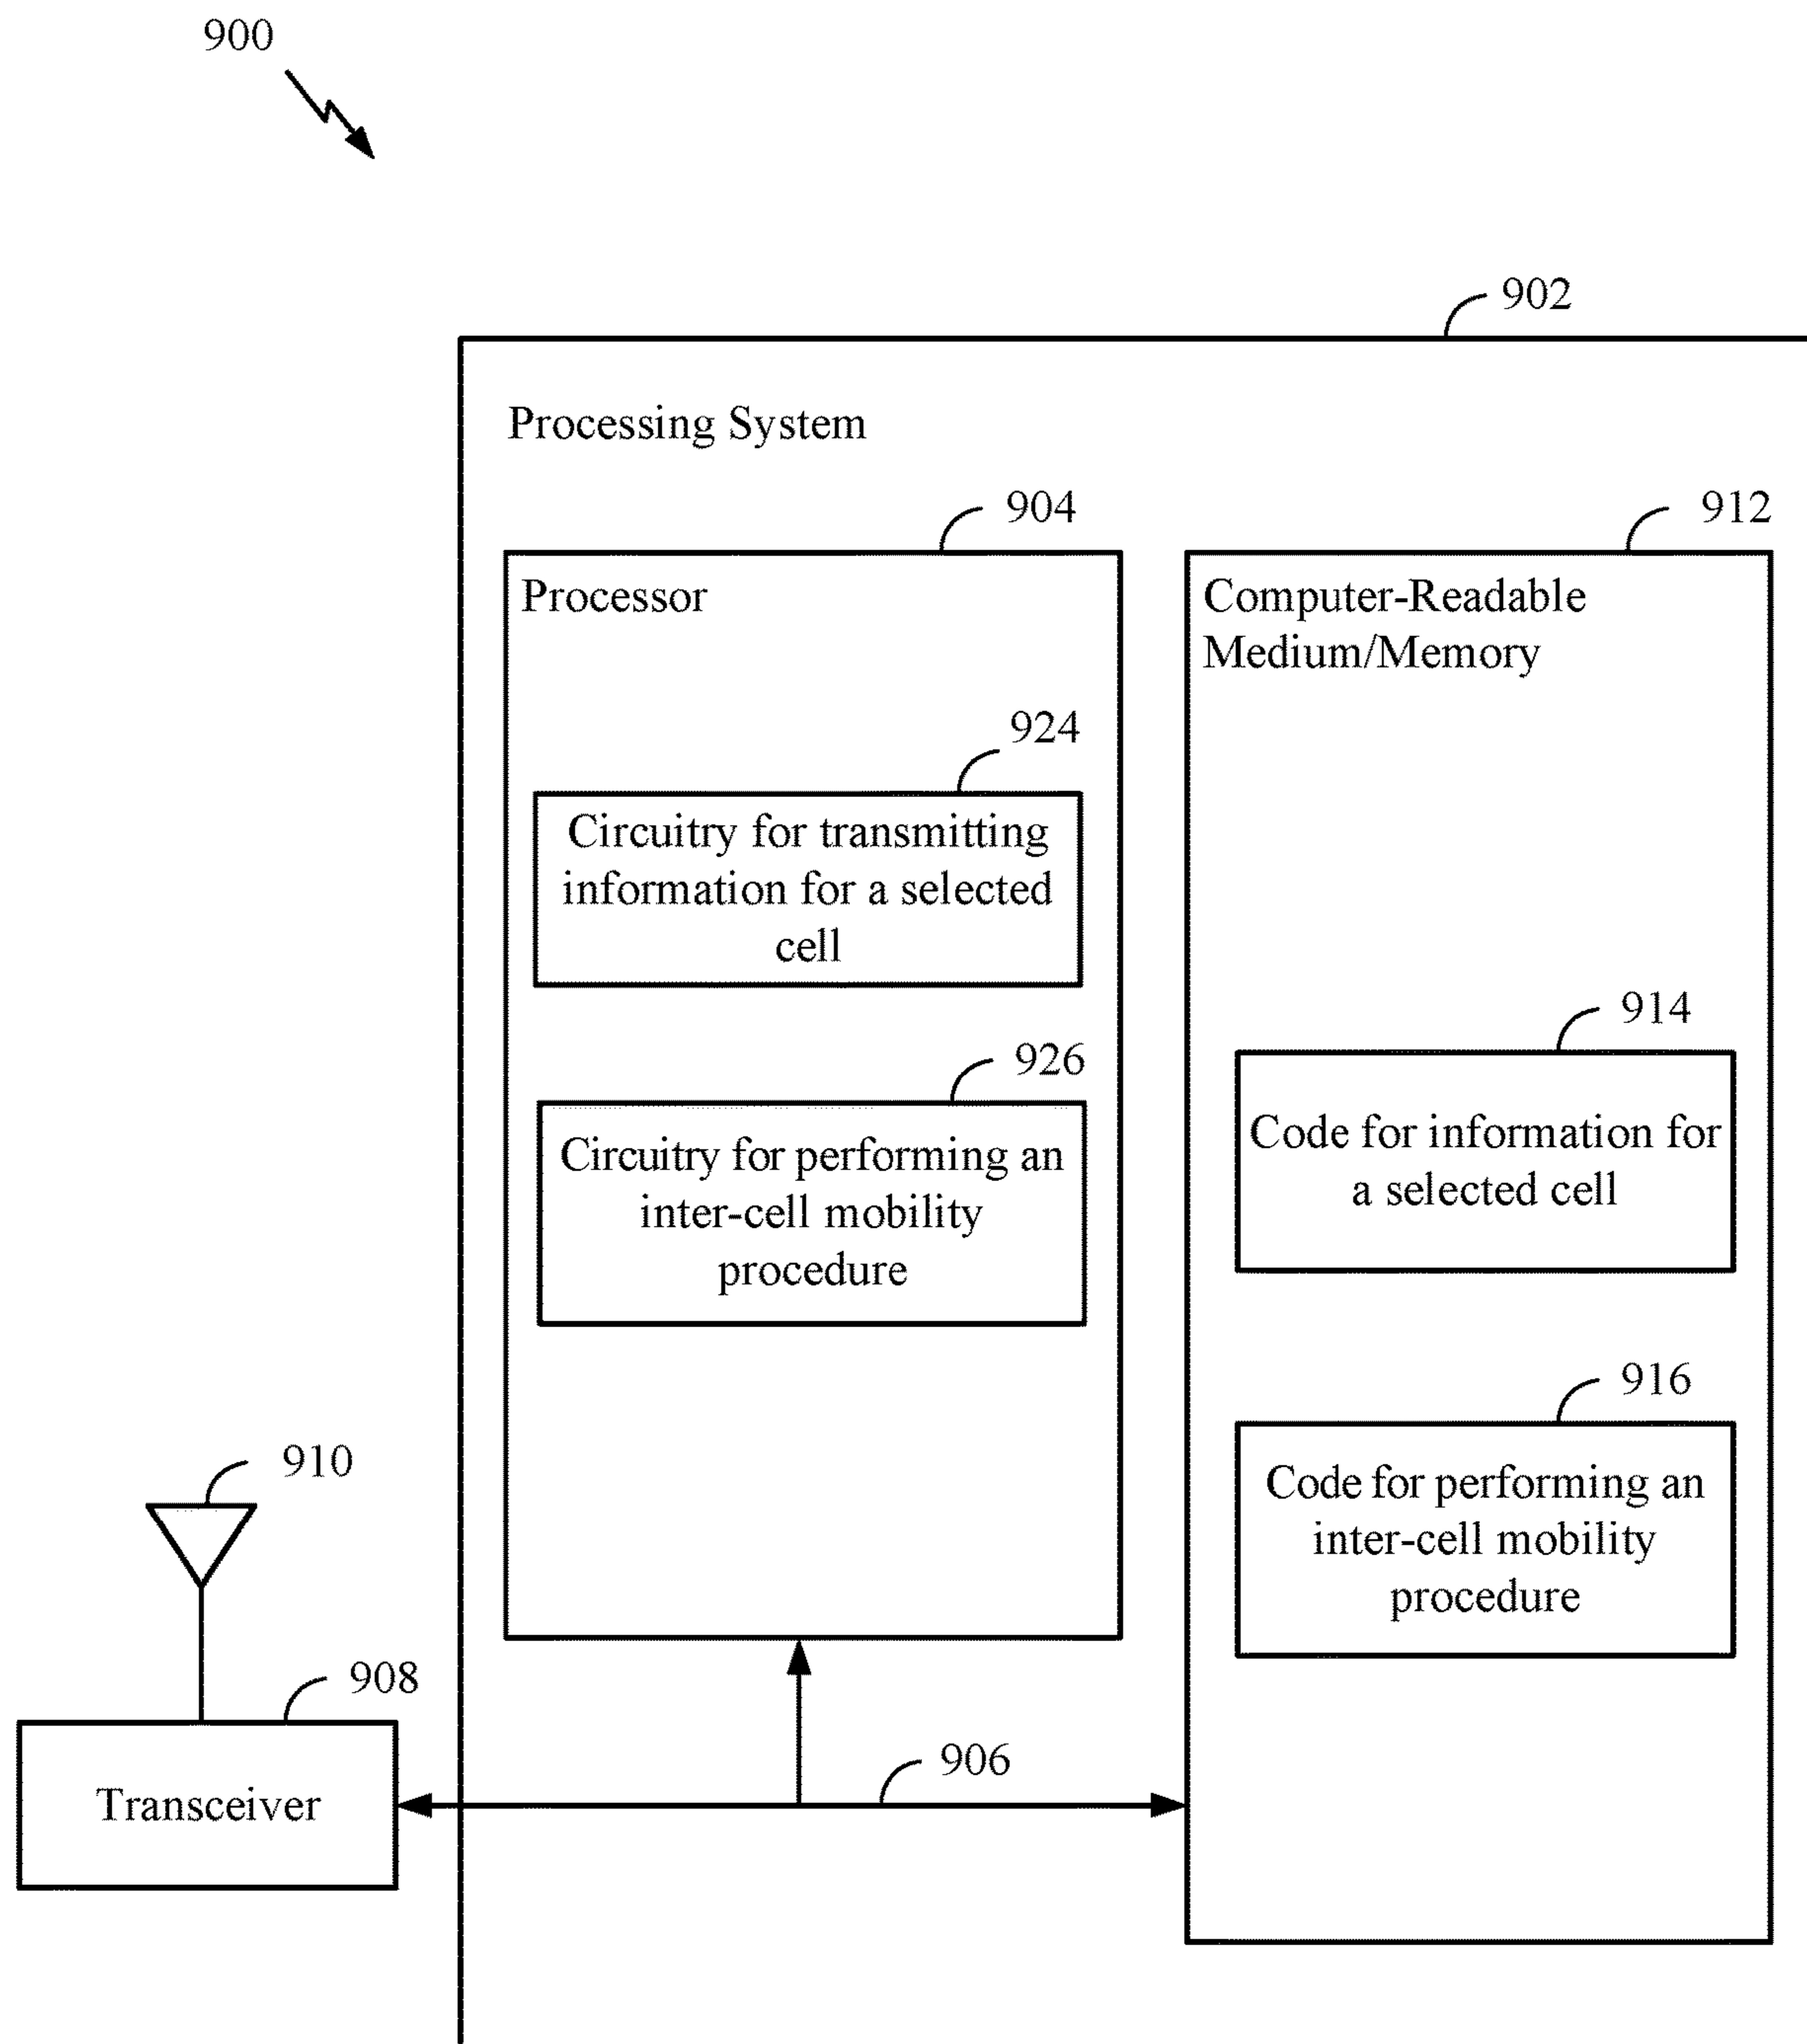 900
902
Processing System
904
912
Processor
Computer-Readable
Medium/Memory
924
Circuitry for transmitting
information for a selected
cell
914
926
Code for information for
a selected cell
Circuitry for performing an
inter-cell mobility
procedure
916
910
Code for performing an
inter-cell mobility
procedure
908
906
Transceiver